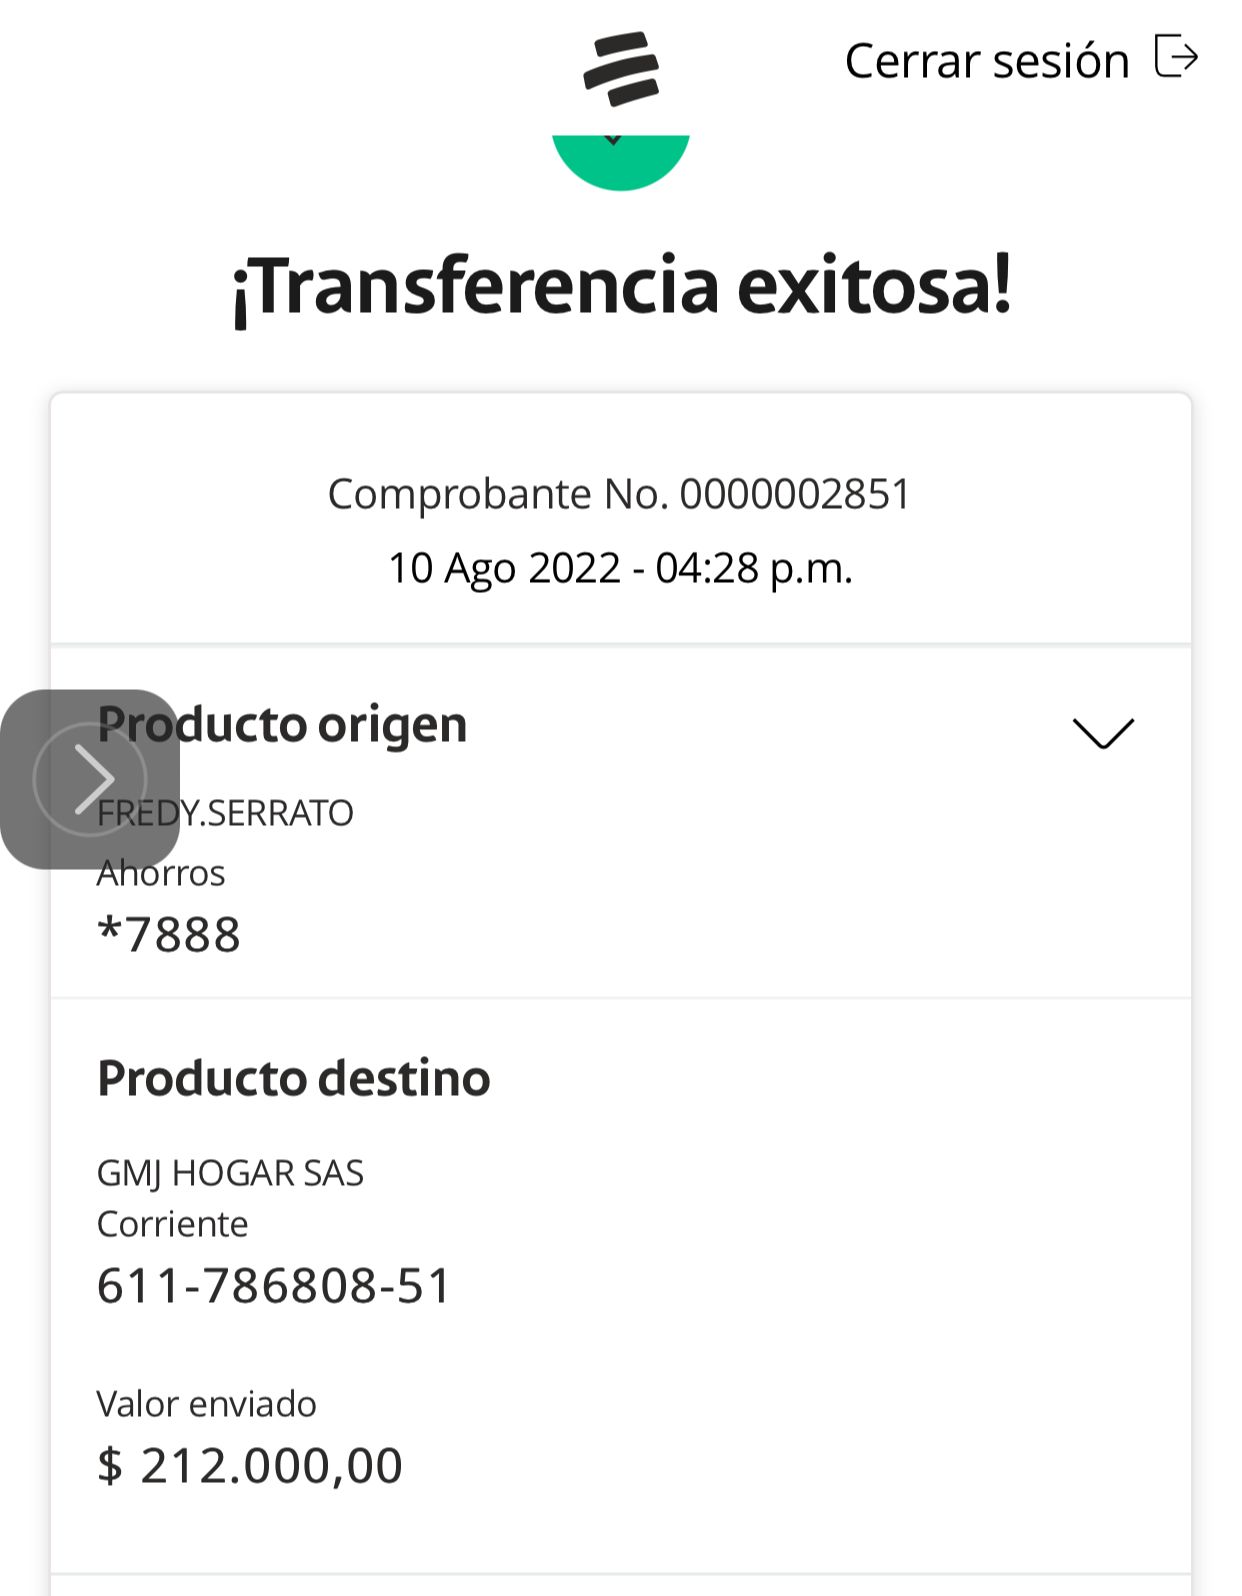 Cerrar sesión
¡Transferencia exitosa!
Comprobante No. 0000002851
10 Ago 2022 - 04:28 p.m.
Producto origen
FREDY.SERRATO
Ahorros
*7888
Producto destino
GMJ HOGAR SAS
Corriente
611-786808-51
Valor enviado
$ 212.000,00